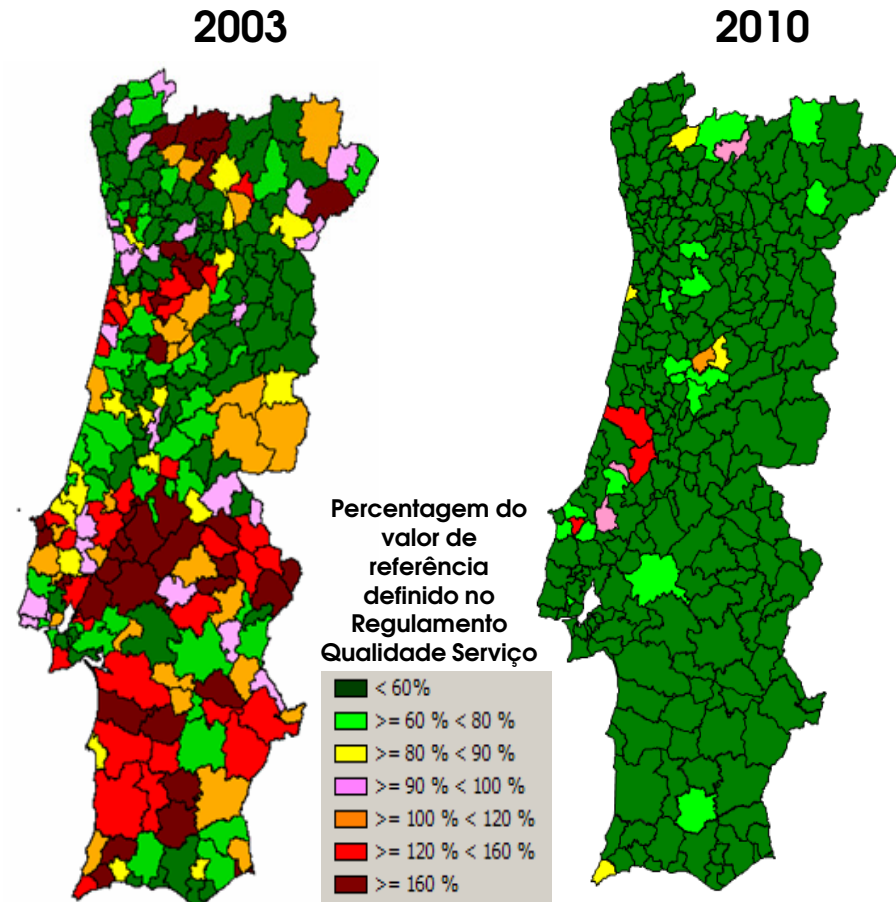 2003
2010
Percentagem do
valor de
referência
definido no
Regulamento
Qualidade Serviço
< 60%
>= 60 % < 80 %
>= 80 % < 90 %
>= 90 % < 100 %
>= 100 % < 120 %
>= 120 % < 160 %
>= 160 %